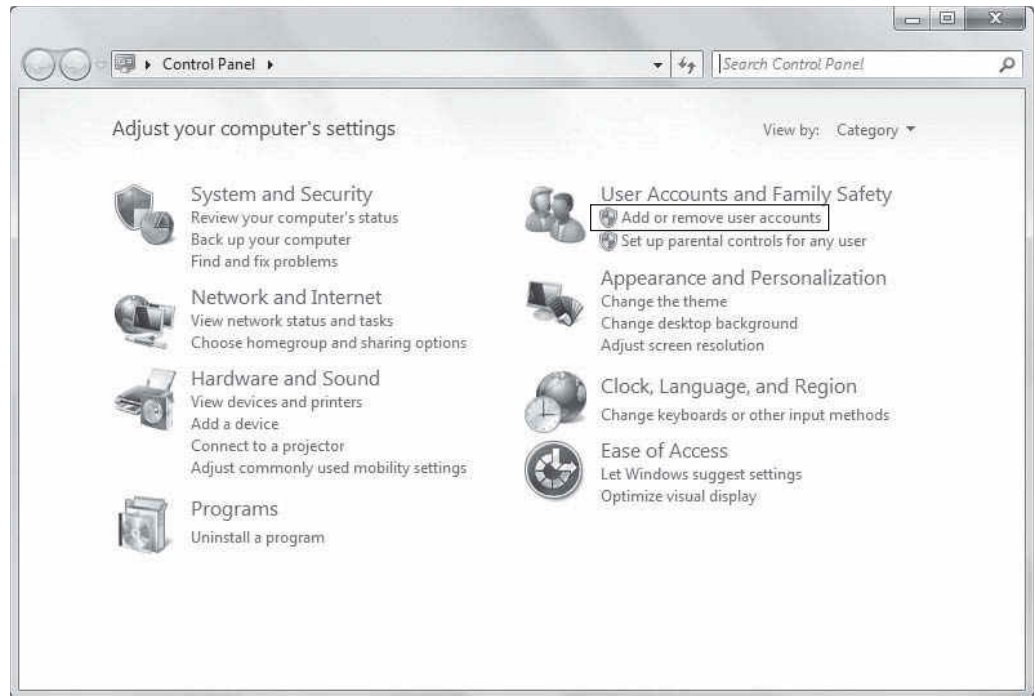 Control Panel
Search Control Panel
Adjust your computer's settings
View by: Category
System and Security
Review your computer's status
Back up your computer
Find and fix problems
Network and Internet
View network status and tasks
Choose homegroup and sharing options
Hardware and Sound
View devices and printers
Add a device
Connect to a projector
Adjust commonly used mobility settings
Programs
Uninstall a program
User Accounts and Family Safety
Add or remove user accounts
Set up parental controls for any user
Appearance and Personalization
Change the theme
Change desktop background
Adjust screen resolution
Clock, Language, and Region
Change keyboards or other input methods
Ease of Access
Let Windows suggest settings
Optimize visual display